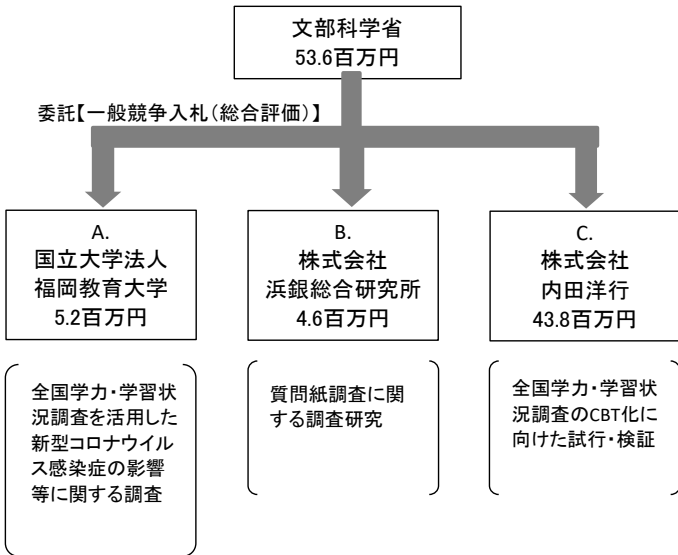 文部科学省
53.6百万円
委託【一般競争入札（総合評価）】
A.
国立大学法人
福岡教育大学
5.2百万円
B.
株式会社
浜銀総合研究所
4.6百万円
C.
株式会社
内田洋行
43.8百万円
全国学力・学習状
況調査を活用した
新型コロナウイル
ス感染症の影響
等に関する調査
質問紙調査に関
する調査研究
全国学力・学習状
況調査のCBT化に
向けた試行・検証